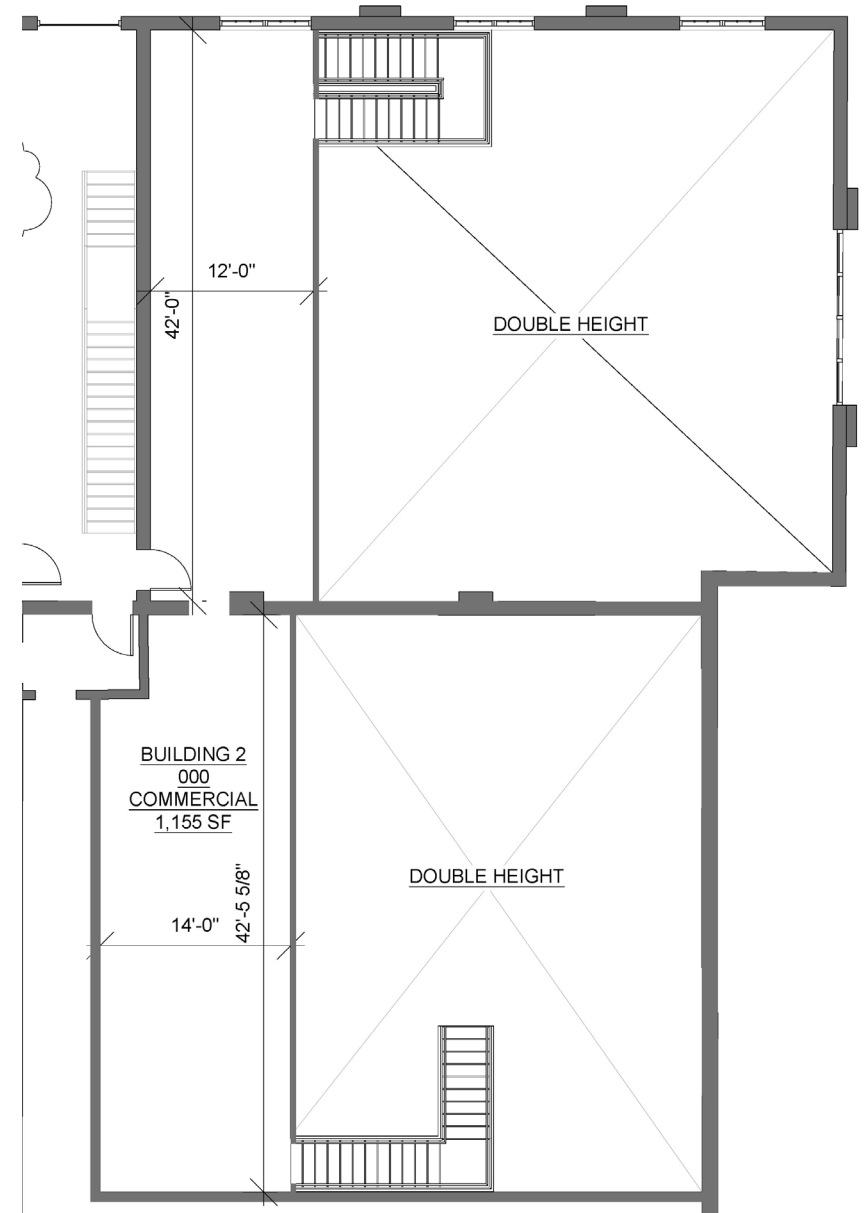 12'-0"
42'-0"
DOUBLE HEIGHT
BUILDING 2
000
COMMERCIAL
1,155 SF
DOUBLE HEIGHT
42'-5 5/8"
14'-0"